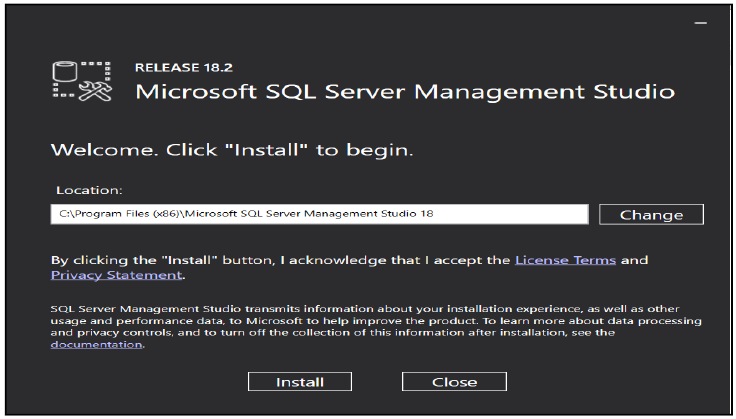 RELEASE 18.2
Microsoft SQL Server Management Studio
Welcome. Click "Install" to begin.
Location:
C:\Program Files (x86)\Microsoft SQL Server Management Studio 18
Change
By clicking the "Install" button, I acknowledge that I accept the License Terms and
Privacy Statement.
SQL Server Management Studio transmits information about your installation experience, as well as other
usage and performance data, to Microsoft to help improve the product. To learn more about data processing
and privacy controls, and to turn off the collection of this information after installation, see the
documentation.
Install
Close